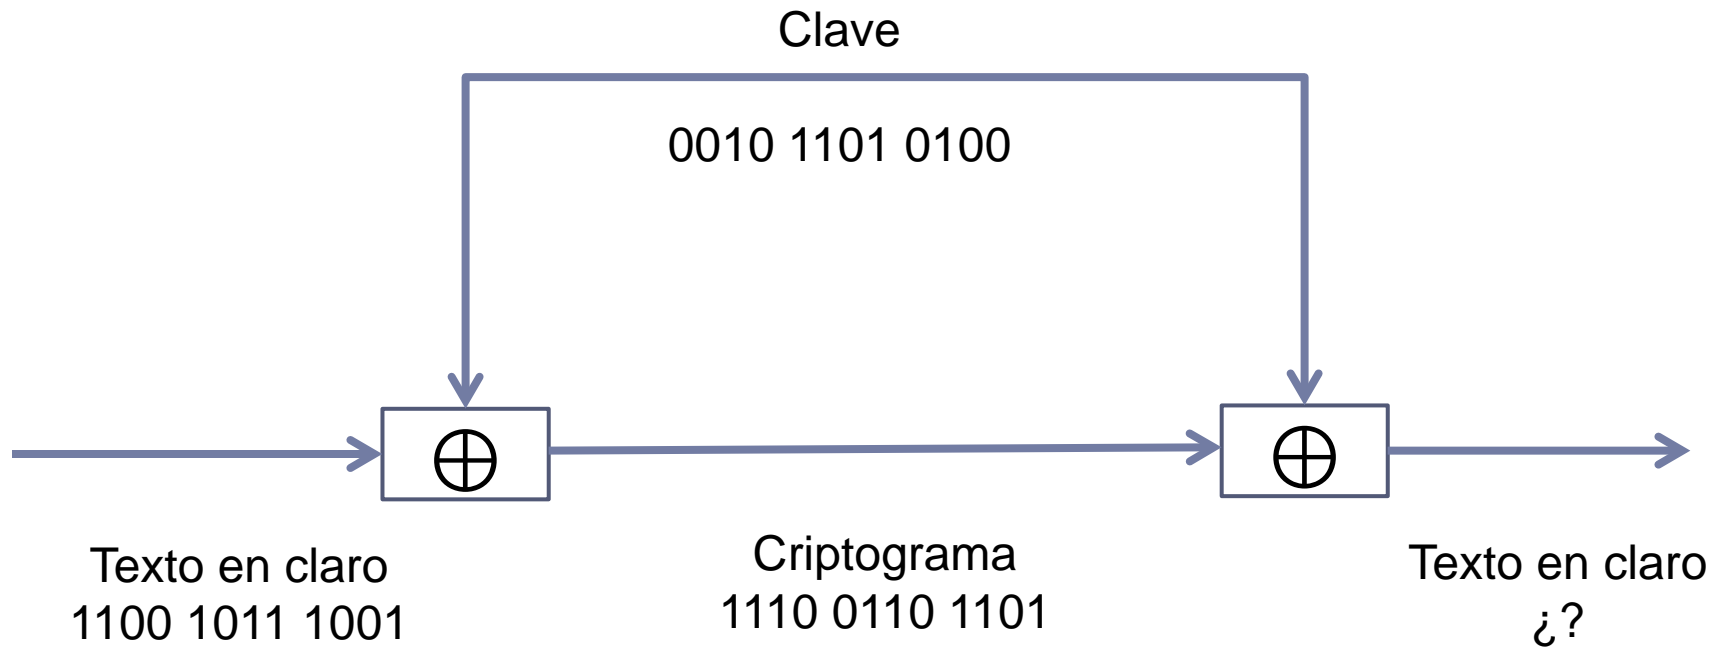 Clave
0010 1101 0100
Texto en claro
1100 1011 1001
Criptograma
1110 0110 1101
Texto en claro
¿?